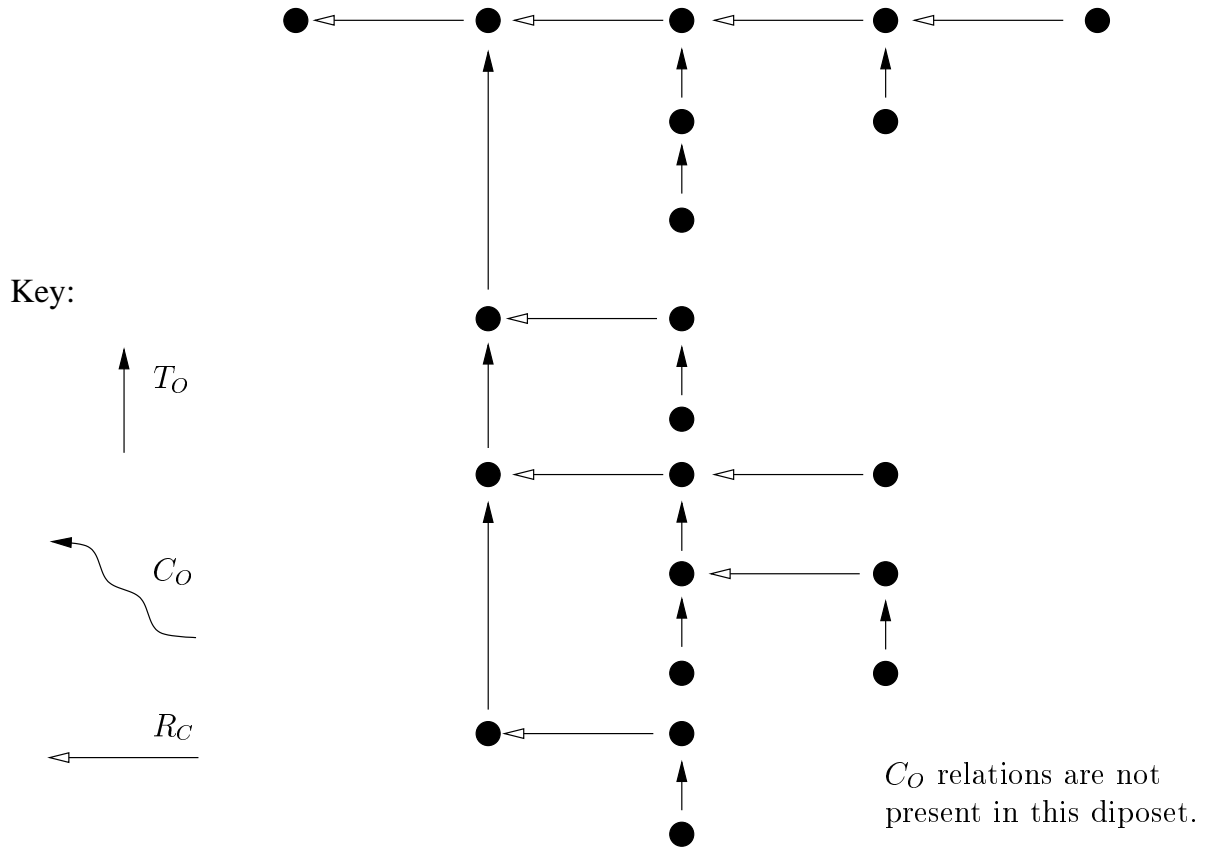 Key:
T_O
C_O
R_C
C_O relations are not
present in this diposet.